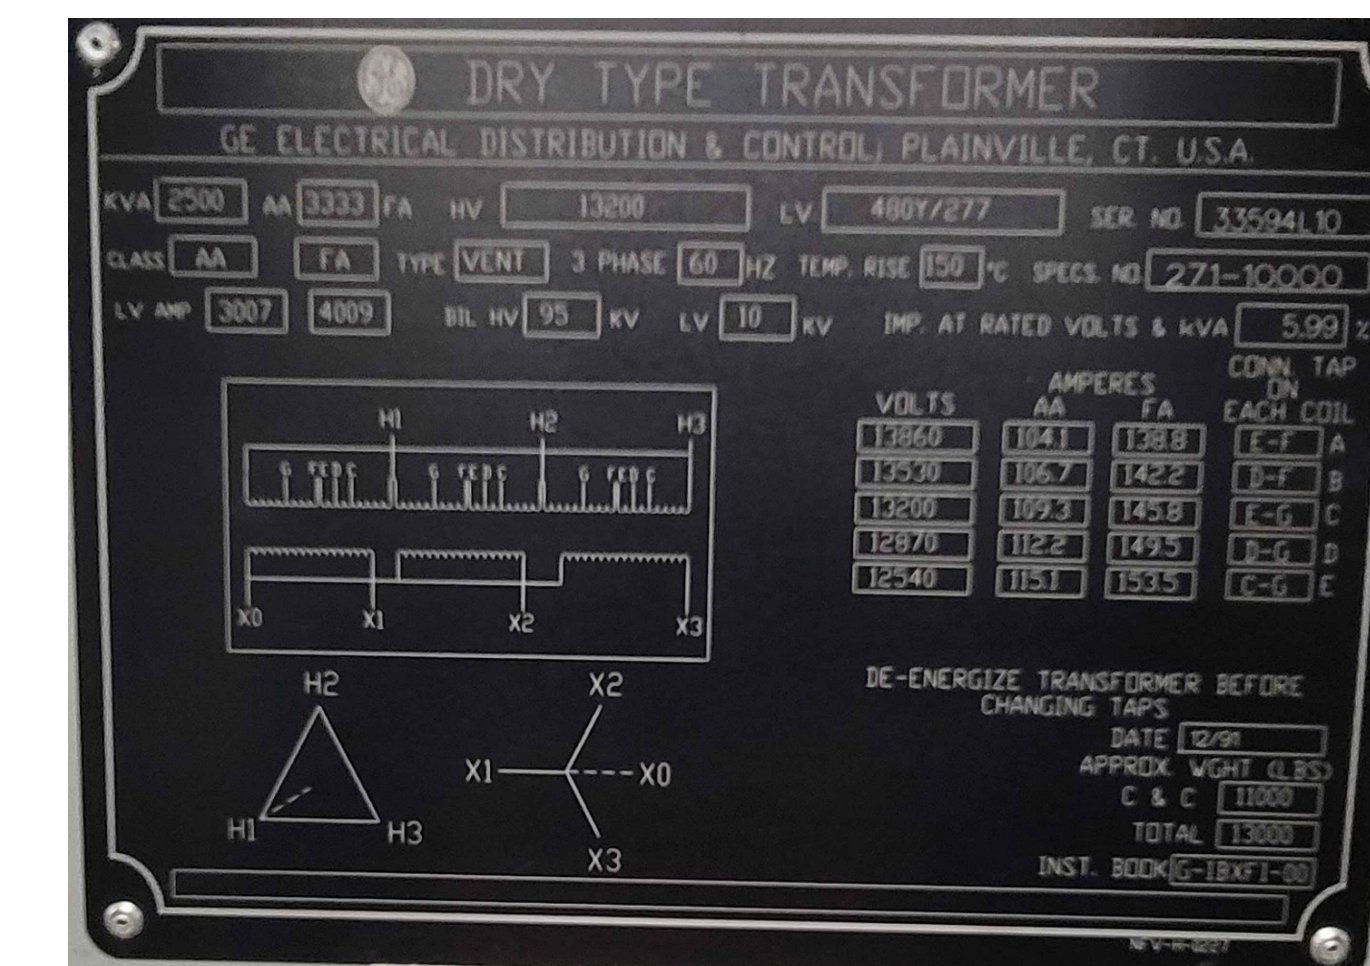 GE DRY TYPE TRANSFORMER
GE ELECTRICAL DISTRIBUTION & CONTROL, PLAINVILLE, CT. U.S.A.
KVA 2500 AA 3333 FA HV 13200 LV 480Y/277 SER. NO. 33594L10
CLASS AA FA TYPE VENT 3 PHASE 60 HZ TEMP. RISE 150 °C SPECS. NO. 271-10000
LV AMP 3007 4009 BIL HV 95 KV LV 10 KV IMP. AT RATED VOLTS & kVA 5.99 %
H1 H2 H3
G F E D C G F E D C G F E D C
X0 X1 X2 X3
VOLTS AMPERES AA FA CONN. TAP ON EACH COIL
13860 104.1 138.8 E-F A
13530 106.7 142.2 D-F B
13200 109.3 145.8 E-G C
12870 112.2 149.5 D-G D
12540 115.1 153.5 C-G E
H2
H1 H3
X2
X1 X0
X3
DE-ENERGIZE TRANSFORMER BEFORE
CHANGING TAPS
DATE 12/91
APPROX. WGHT (LBS)
C & C 11000
TOTAL 13000
INST. BOOK G-IBXF1-00